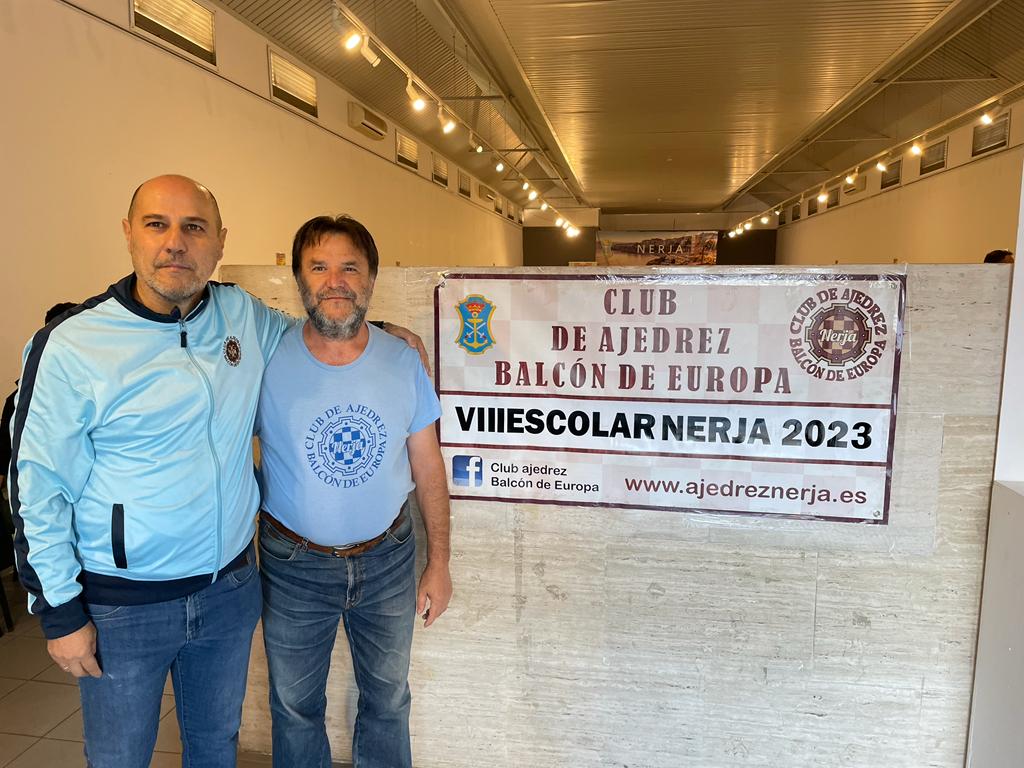 NERJA
CLUB
DE AJEDREZ
BALCÓN DE EUROPA
CLUB DE AJEDREZ
Nerja
BALCÓN DE EUROPA
VIIIESCOLAR NERJA 2023
f
Club ajedrez
Balcón de Europa
www.ajedreznerja.es
CLUB DE AJEDREZ
Nerja
BALCÓN DE EUROPA